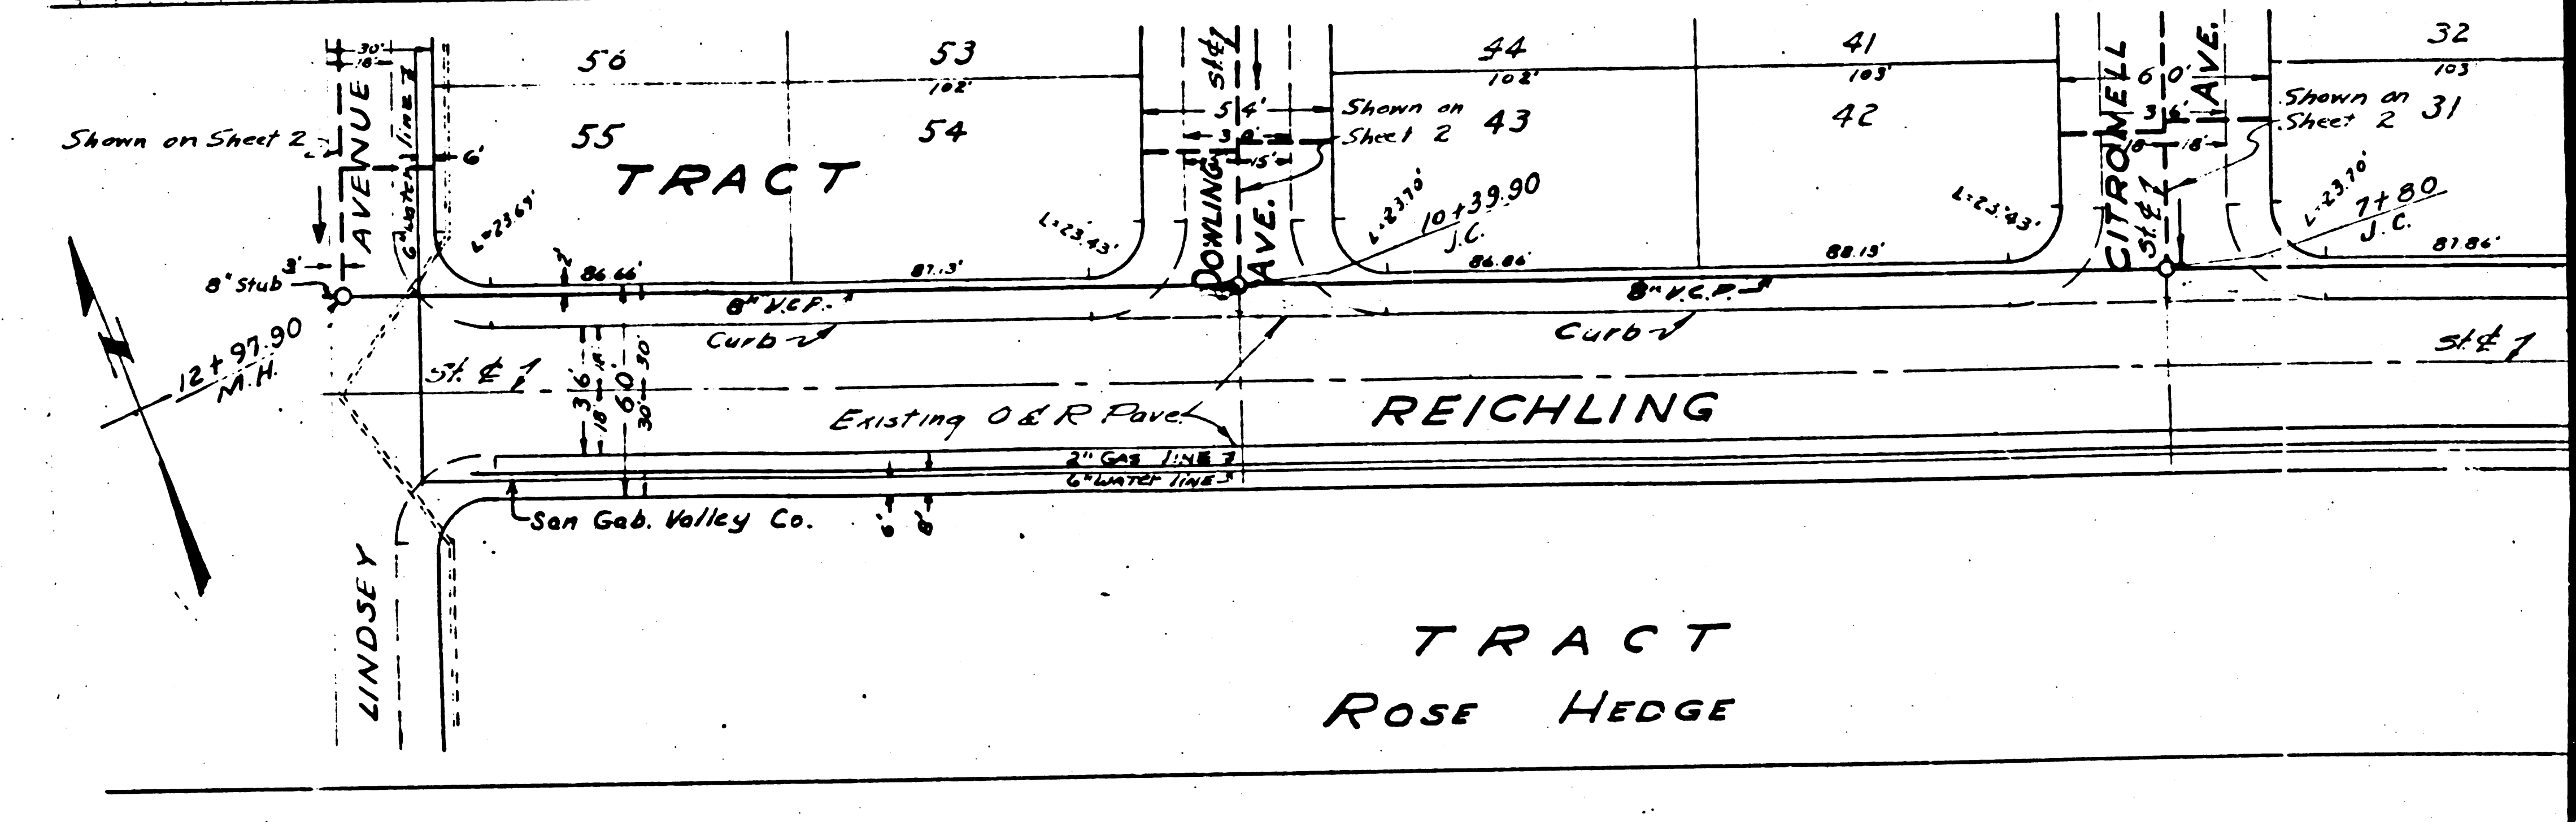 30'
18'
56
53
44
41
32
102'
102'
103'
103
55
54
43
42
31
Shown on Sheet 2
AVENUE
6" Water line
6'
TRACT
L=23.69'
L=23.43'
St. ℄
54'
15'
DOWLING
AVE.
Shown on
Sheet 2
L=23.70'
10+39.90
J.C.
L=23.43'
CITROMELL
AVE.
60'
36'
18'
18'
St. ℄
Shown on
Sheet 2
L=23.70'
7+80
J.C.
3'
8" Stub
2'
86.66'
87.13'
86.86'
88.13'
87.86'
8" V.C.P.
8" V.C.P.
Curb
Curb
12+97.90
M.H.
St. ℄
St. ℄
36'
18'
18'
60'
30'
30'
Existing O & R Pave.
REICHLING
2" GAS LINE
6" WATER LINE
San Gab. Valley Co.
6'
8'
LINDSEY
TRACT
ROSE HEDGE